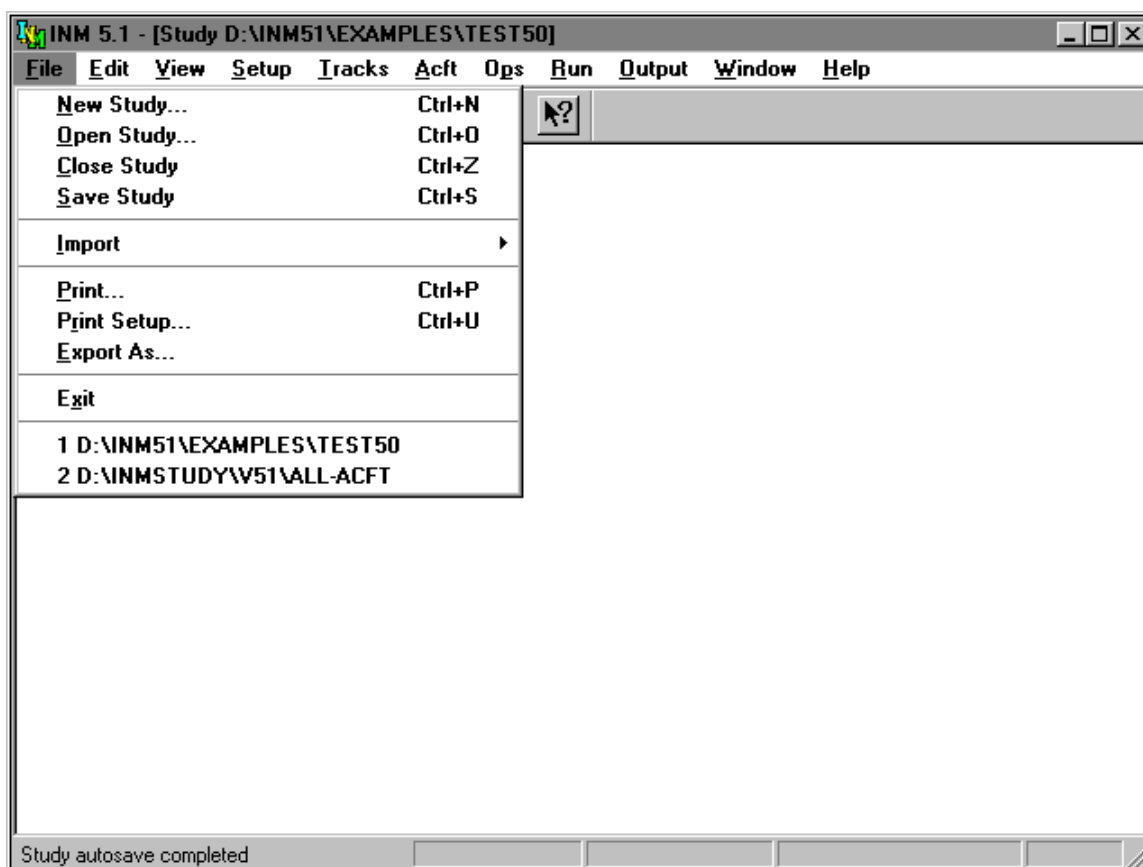 INM 5.1 - [Study D:\INM51\EXAMPLES\TEST50]
File Edit View Setup Tracks Acft Ops Run Output Window Help
New Study... Ctrl+N
Open Study... Ctrl+O
Close Study Ctrl+Z
Save Study Ctrl+S
Import
Print... Ctrl+P
Print Setup... Ctrl+U
Export As...
Exit
1 D:\INM51\EXAMPLES\TEST50
2 D:\INMSTUDY\V51\ALL-ACFT
Study autosave completed